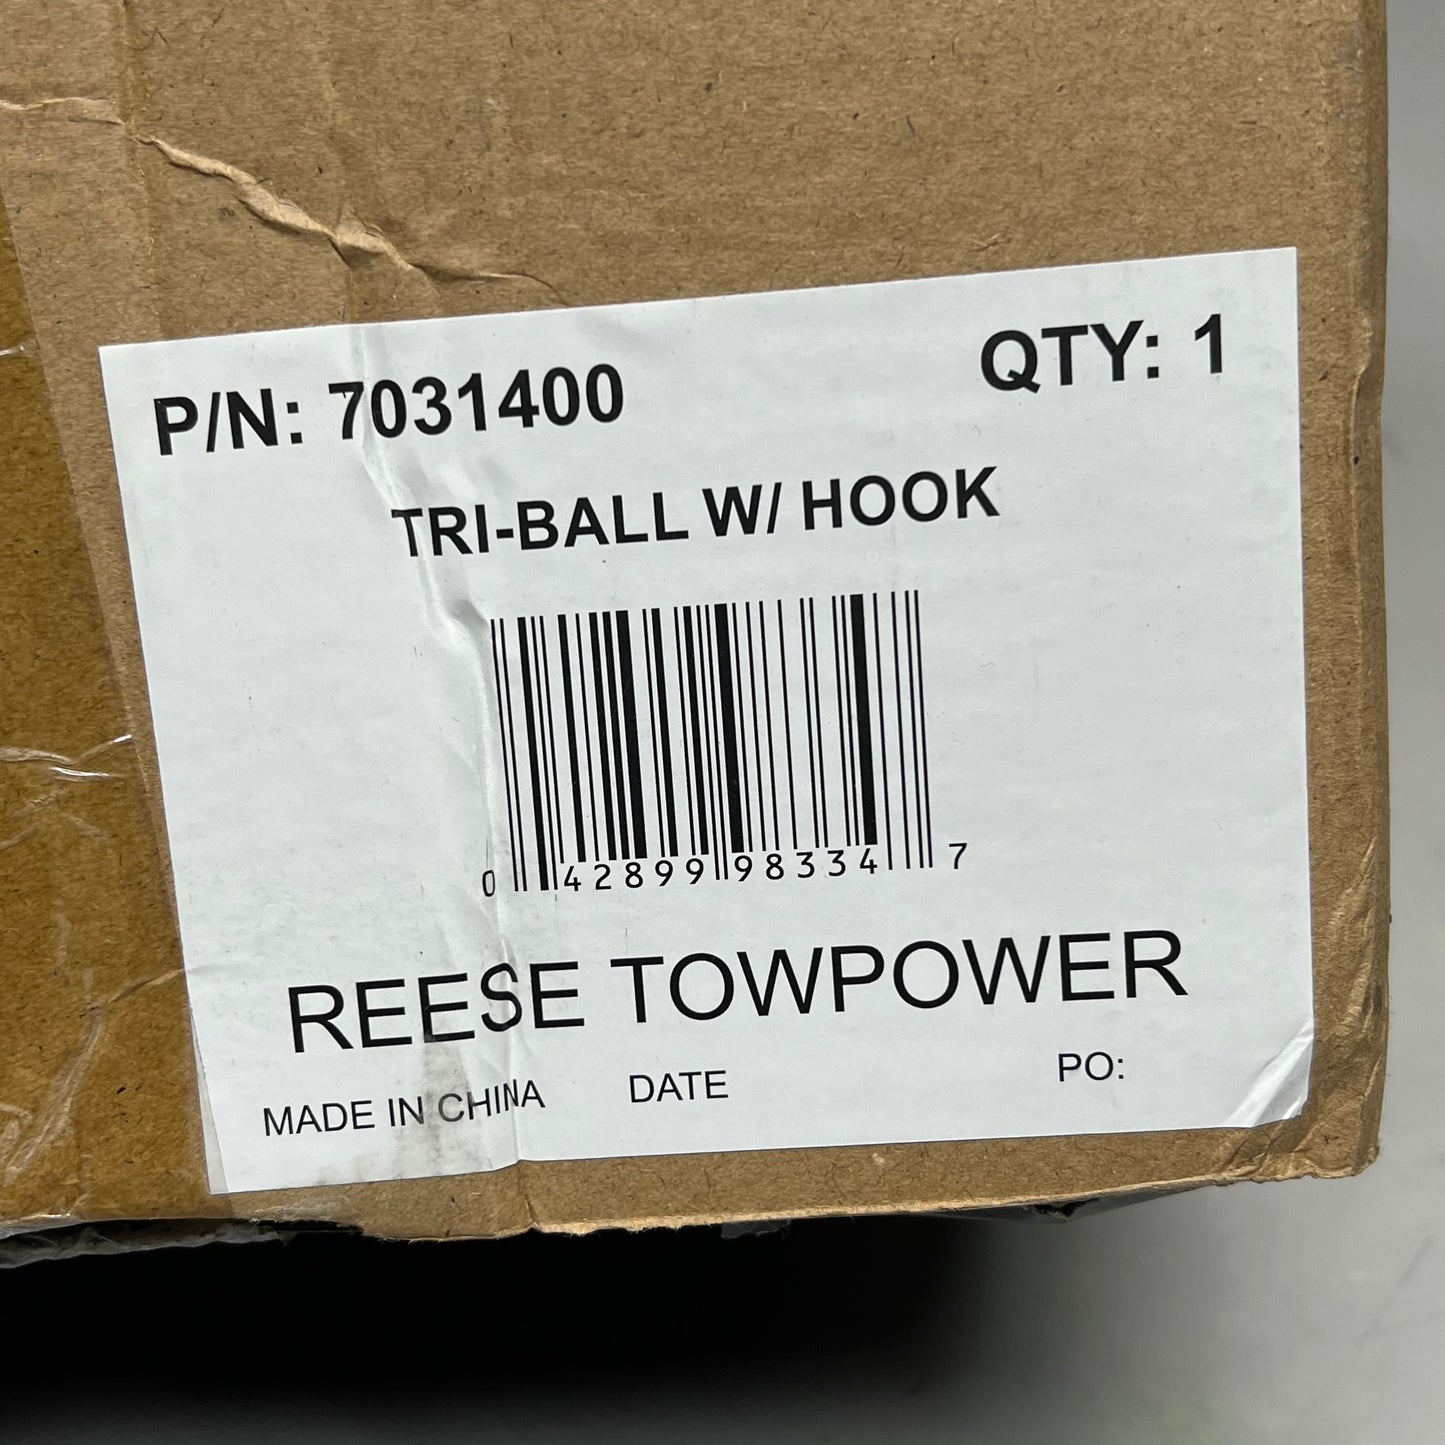 P/N: 7031400 QTY: 1
TRI-BALL W/ HOOK
0 42899 98334 7
REESE TOWPOWER
MADE IN CHINA DATE PO: